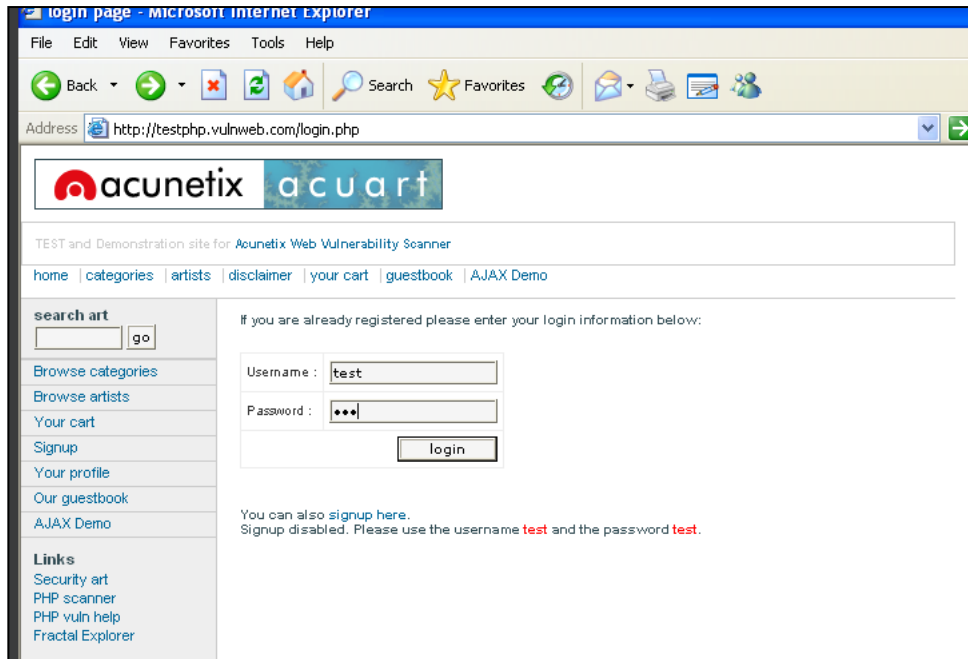 login page - Microsoft Internet Explorer
File Edit View Favorites Tools Help
Back Search Favorites
Address http://testphp.vulnweb.com/login.php
acunetix acuart
TEST and Demonstration site for Acunetix Web Vulnerability Scanner
home | categories | artists | disclaimer | your cart | guestbook | AJAX Demo
search art
go
Browse categories
Browse artists
Your cart
Signup
Your profile
Our guestbook
AJAX Demo
Links
Security art
PHP scanner
PHP vuln help
Fractal Explorer
If you are already registered please enter your login information below:
Username : test
Password : •••
login
You can also signup here.
Signup disabled. Please use the username test and the password test.